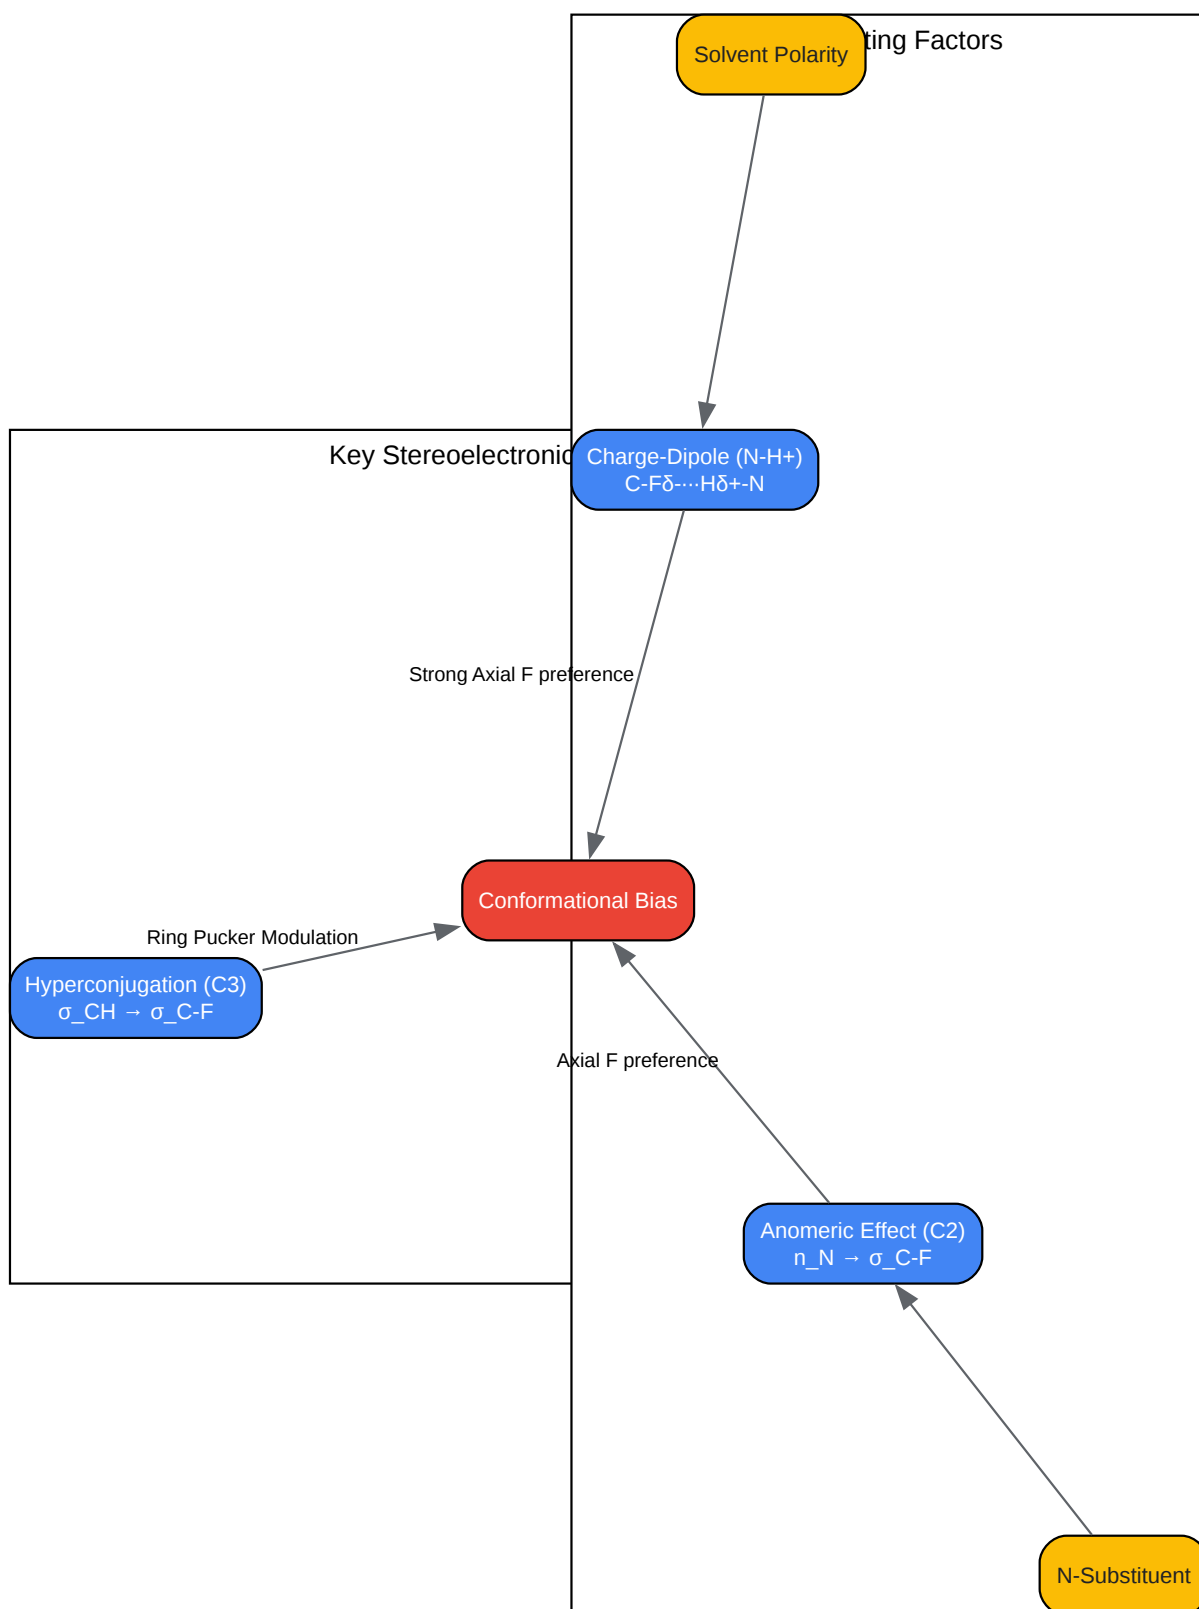 Solvent Polarity
ting Factors
Key Stereoelectronic
Charge-Dipole (N-H+)
C-Fδ-···Hδ+-N
Strong Axial F preference
Conformational Bias
Ring Pucker Modulation
Hyperconjugation (C3)
σ_CH → σ_C-F
Axial F preference
Anomeric Effect (C2)
n_N → σ_C-F
N-Substituent